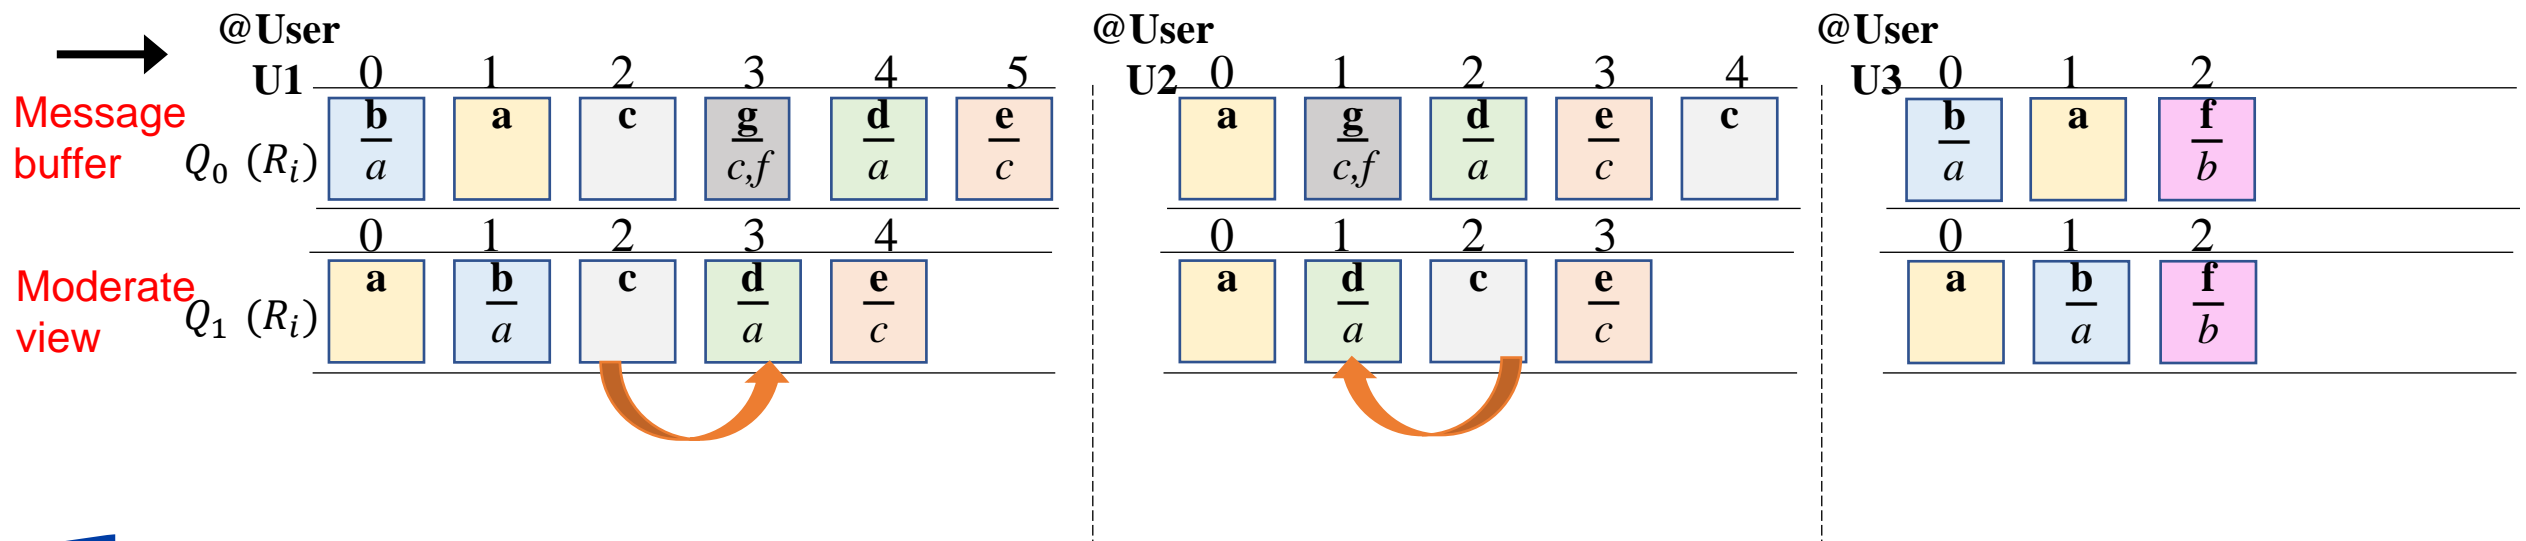 @User @User @User
U1 0 1 2 3 4 5 U2 0 1 2 3 4 U3 0 1 2
Message buffer
Q₀ (Rᵢ)
b a c g d e a g d e c b a f
a c,f a c c,f a c a b
0 1 2 3 4 0 1 2 3 0 1 2
Moderate view
Q₁ (Rᵢ)
a b c d e a d c e a b f
a a c a c a b